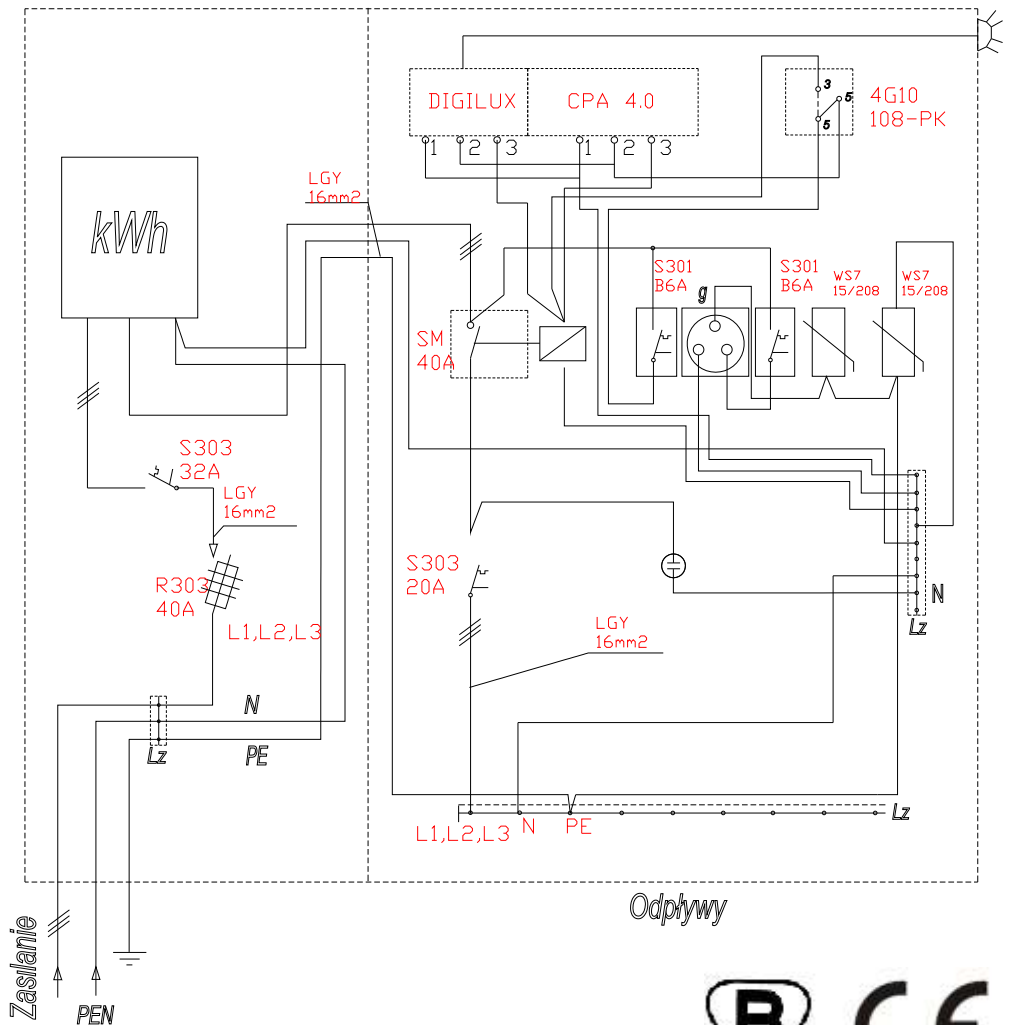 DIGILUX
CPA 4.0
1 2 3
1 2 3
3
5
5
4G10
108-PK
LGY
16mm2
kWh
S301
B6A
g
S301
B6A
WS7
15/208
WS7
15/208
SM
40A
S303
32A
LGY
16mm2
R303
40A
L1,L2,L3
S303
20A
N
Lz
LGY
16mm2
N
Lz
PE
Lz
L1,L2,L3 N PE
Odpływy
Zasilanie
PEN
B CE